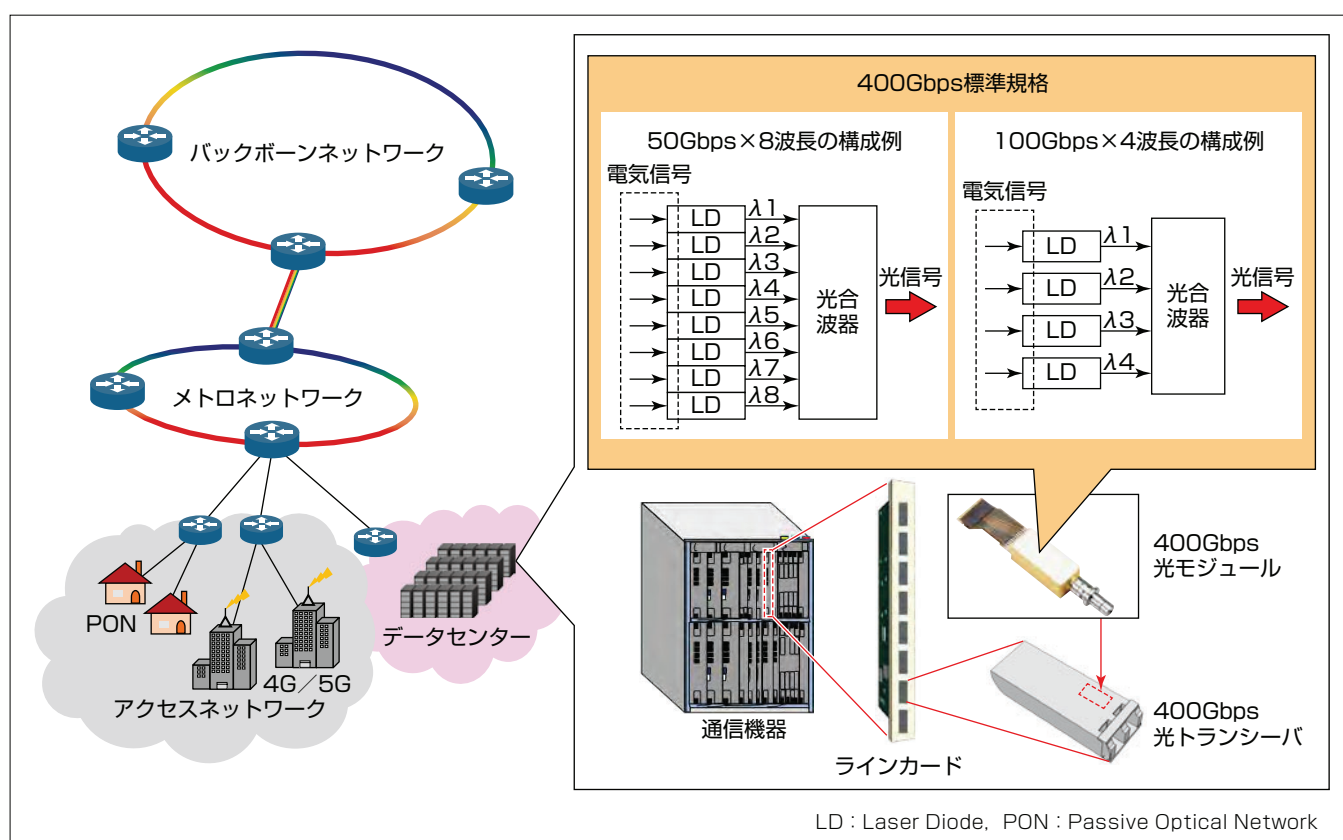 バックボーンネットワーク
メトロネットワーク
PON
4G/5G
アクセスネットワーク
データセンター
400Gbps標準規格
50Gbps×8波長の構成例
電気信号
LD λ1
LD λ2
LD λ3
LD λ4
LD λ5
LD λ6
LD λ7
LD λ8
光合
波器
光信号
100Gbps×4波長の構成例
電気信号
LD λ1
LD λ2
LD λ3
LD λ4
光合
波器
光信号
通信機器
ラインカード
400Gbps
光モジュール
400Gbps
光トランシーバ
LD:Laser Diode, PON:Passive Optical Network